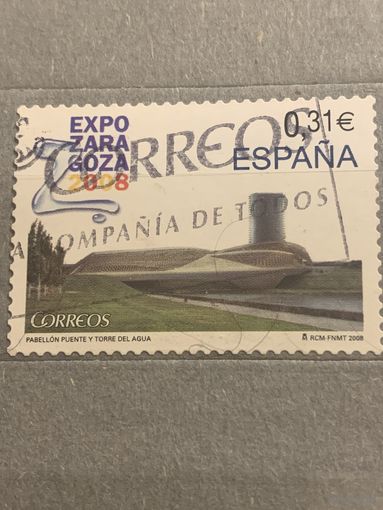 EXPO
ZARA
GOZA
2008
0,31€
ESPAÑA
CORREOS
A COMPAÑÍA DE TODOS
CORREOS
PABELLÓN PUENTE Y TORRE DEL AGUA
RCM-FNMT 2008